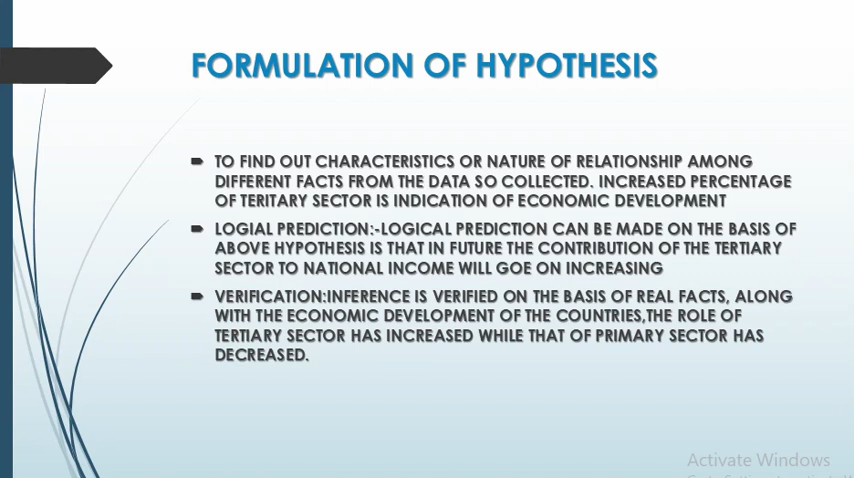 FORMULATION OF HYPOTHESIS
TO FIND OUT CHARACTERISTICS OR NATURE OF RELATIONSHIP AMONG
DIFFERENT FACTS FROM THE DATA SO COLLECTED. INCREASED PERCENTAGE
OF TERITARY SECTOR IS INDICATION OF ECONOMIC DEVELOPMENT
LOGIAL PREDICTION:-LOGICAL PREDICTION CAN BE MADE ON THE BASIS OF
ABOVE HYPOTHESIS IS THAT IN FUTURE THE CONTRIBUTION OF THE TERTIARY
SECTOR TO NATIONAL INCOME WILL GOE ON INCREASING
VERIFICATION:INFERENCE IS VERIFIED ON THE BASIS OF REAL FACTS, ALONG
WITH THE ECONOMIC DEVELOPMENT OF THE COUNTRIES,THE ROLE OF
TERTIARY SECTOR HAS INCREASED WHILE THAT OF PRIMARY SECTOR HAS
DECREASED.
Activate Windows